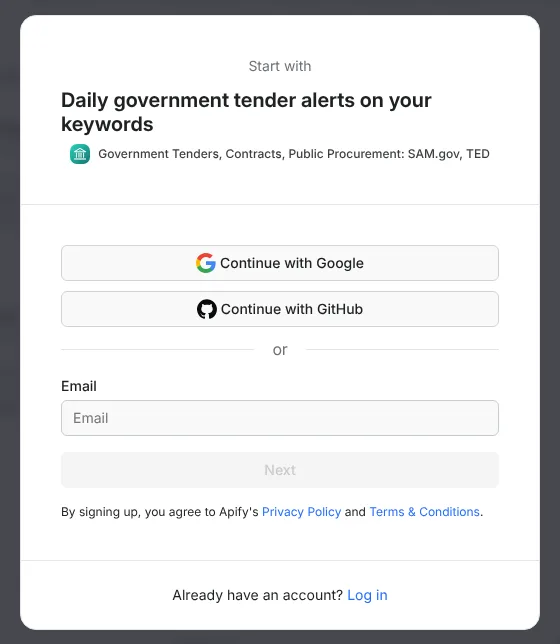 Start with
Daily government tender alerts on your
keywords
Government Tenders, Contracts, Public Procurement: SAM.gov, TED
Continue with Google
Continue with GitHub
or
Email
Email
Next
By signing up, you agree to Apify's Privacy Policy and Terms & Conditions.
Already have an account? Log in